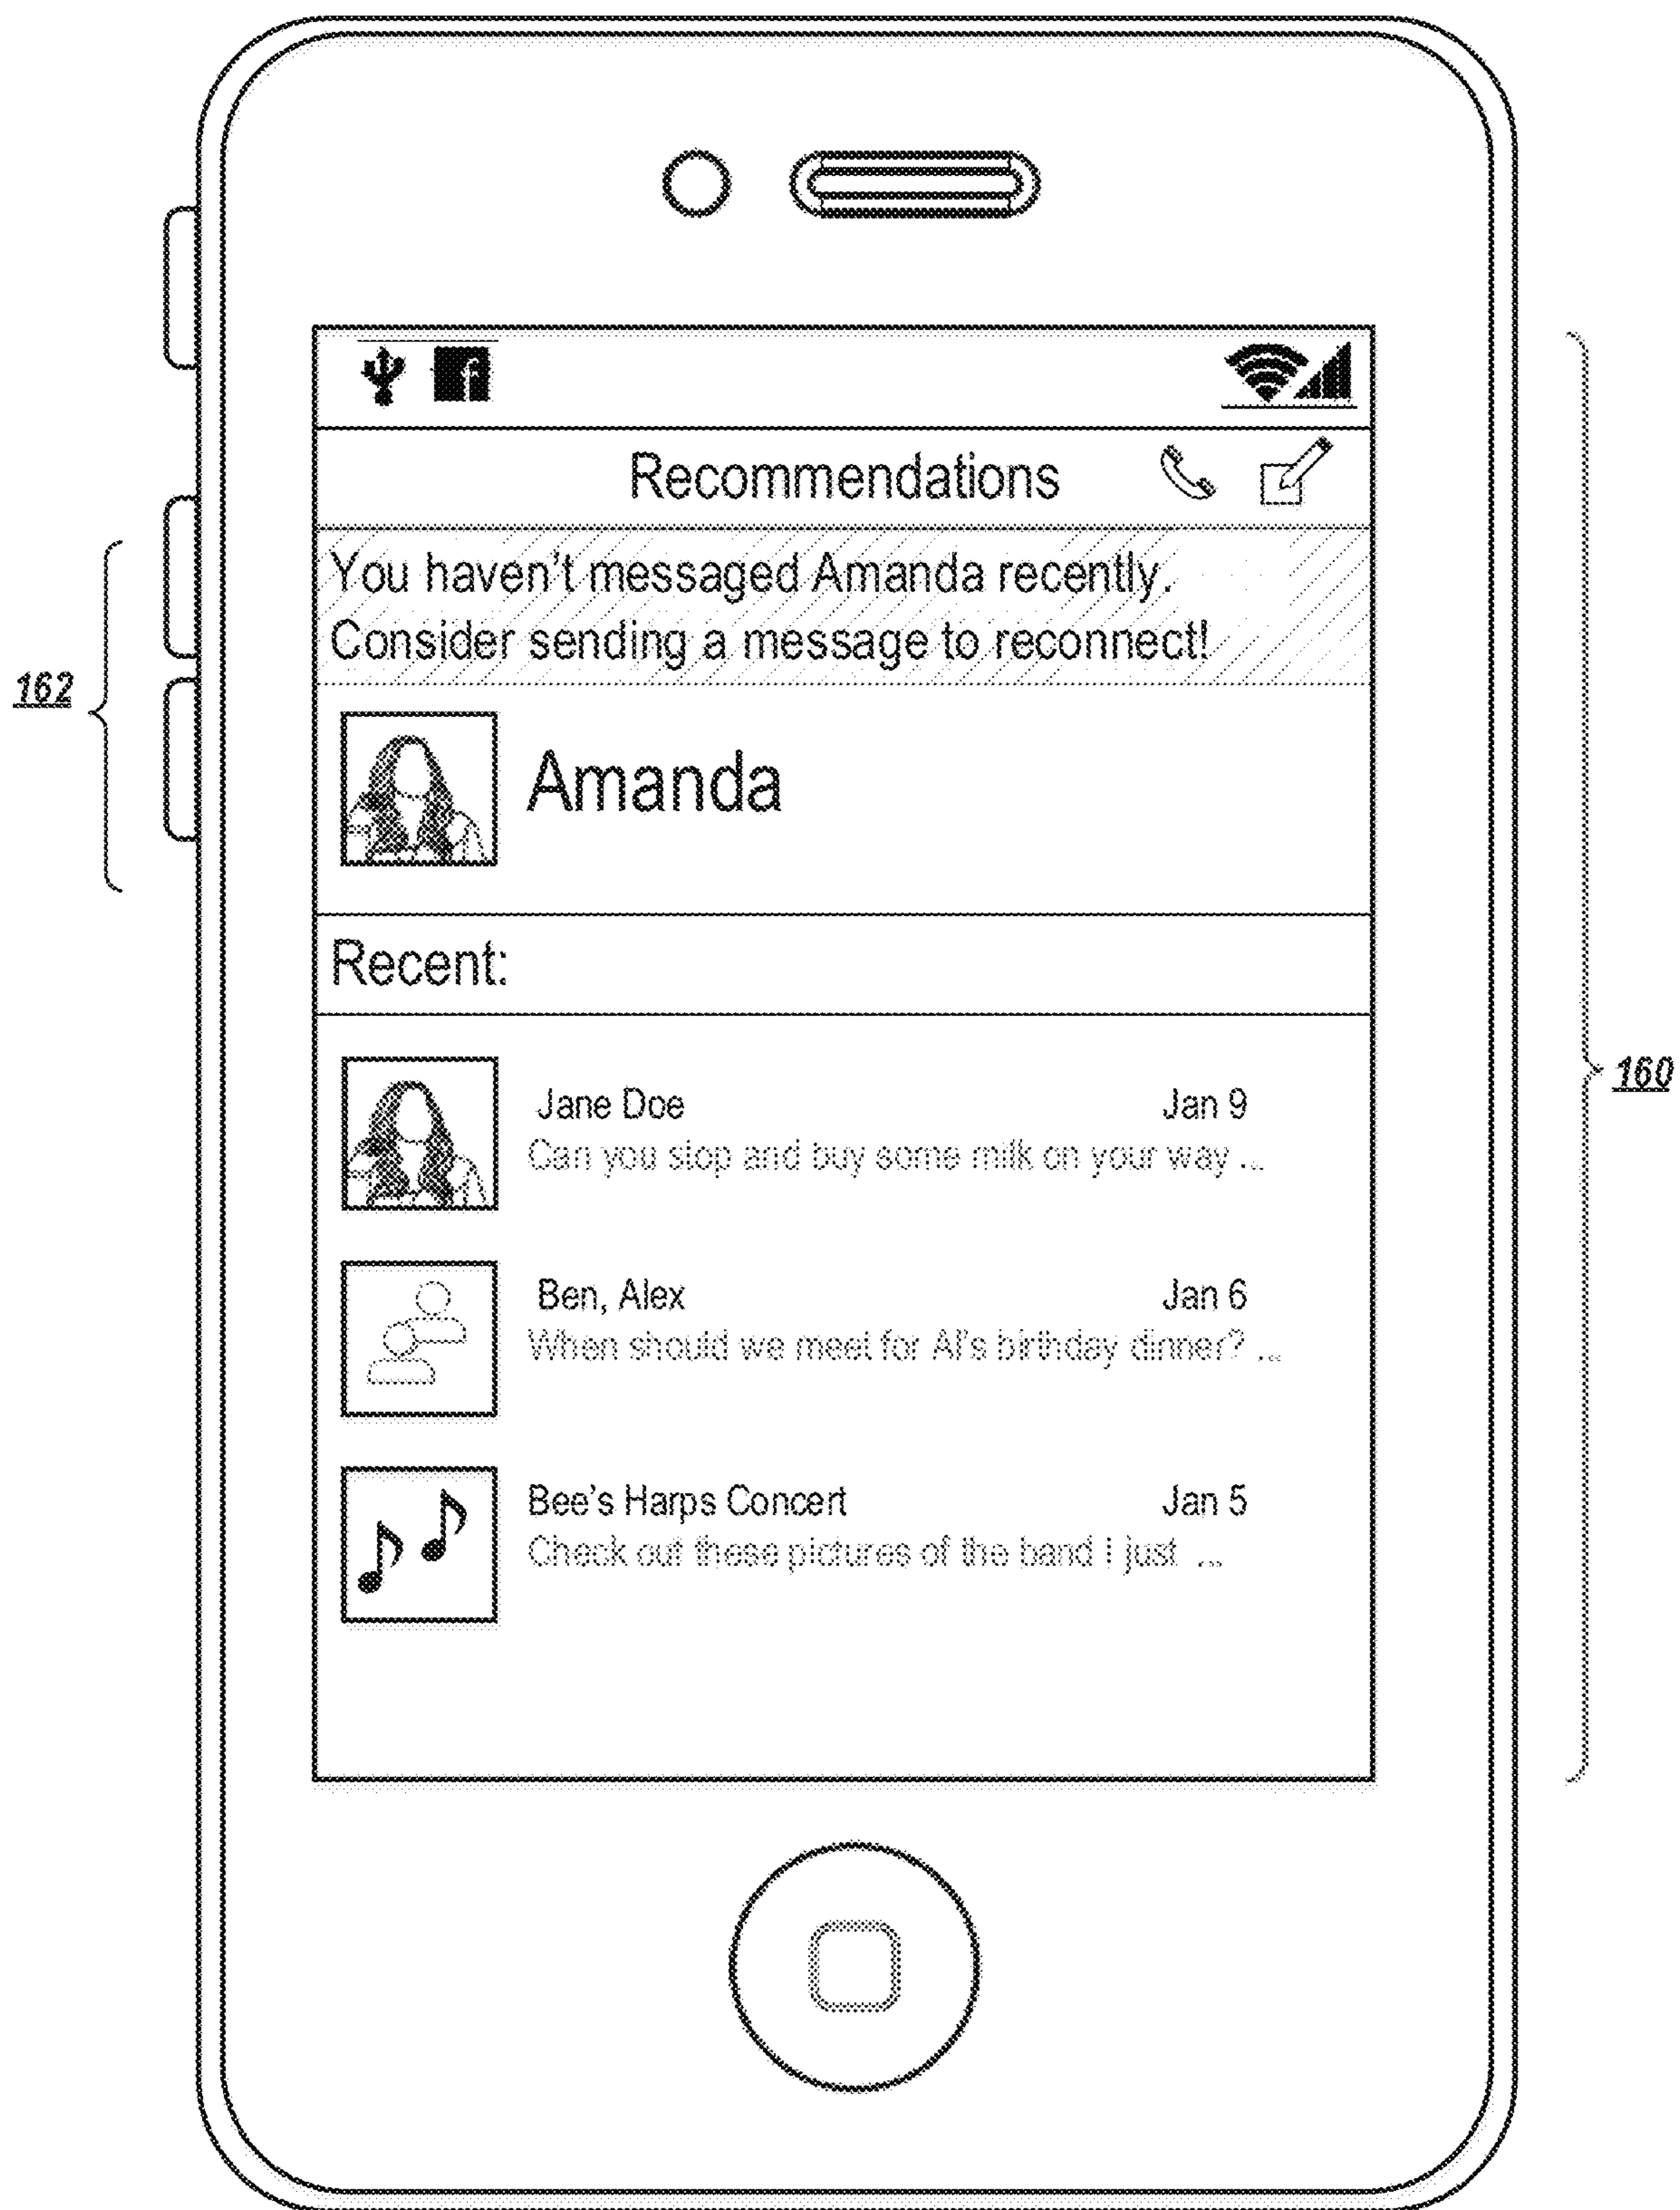 Recommendations
You haven't messaged Amanda recently.
Consider sending a message to reconnect!
162
Amanda
Recent:
160
Jane Doe Jan 9
Can you stop and buy some milk on your way ...
Ben, Alex Jan 6
When should we meet for Al's birthday dinner? ...
Bee's Harps Concert Jan 5
Check out these pictures of the band I just ...